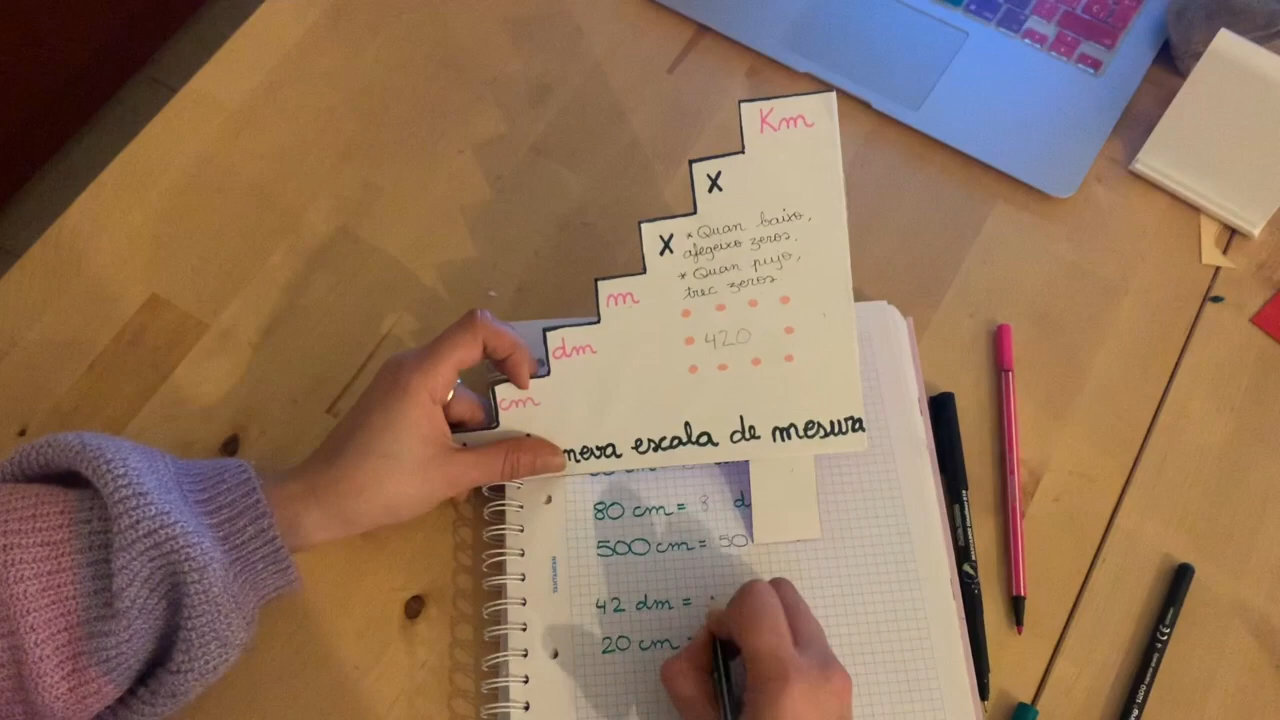 Km
X
X
* Quan baixo,
afegeixo zeros.
* Quan pujo,
trec zeros.
m
420
dm
cm
meva escala de mesura
80 cm = 8 d
500 cm = 50
42 dm =
20 cm =